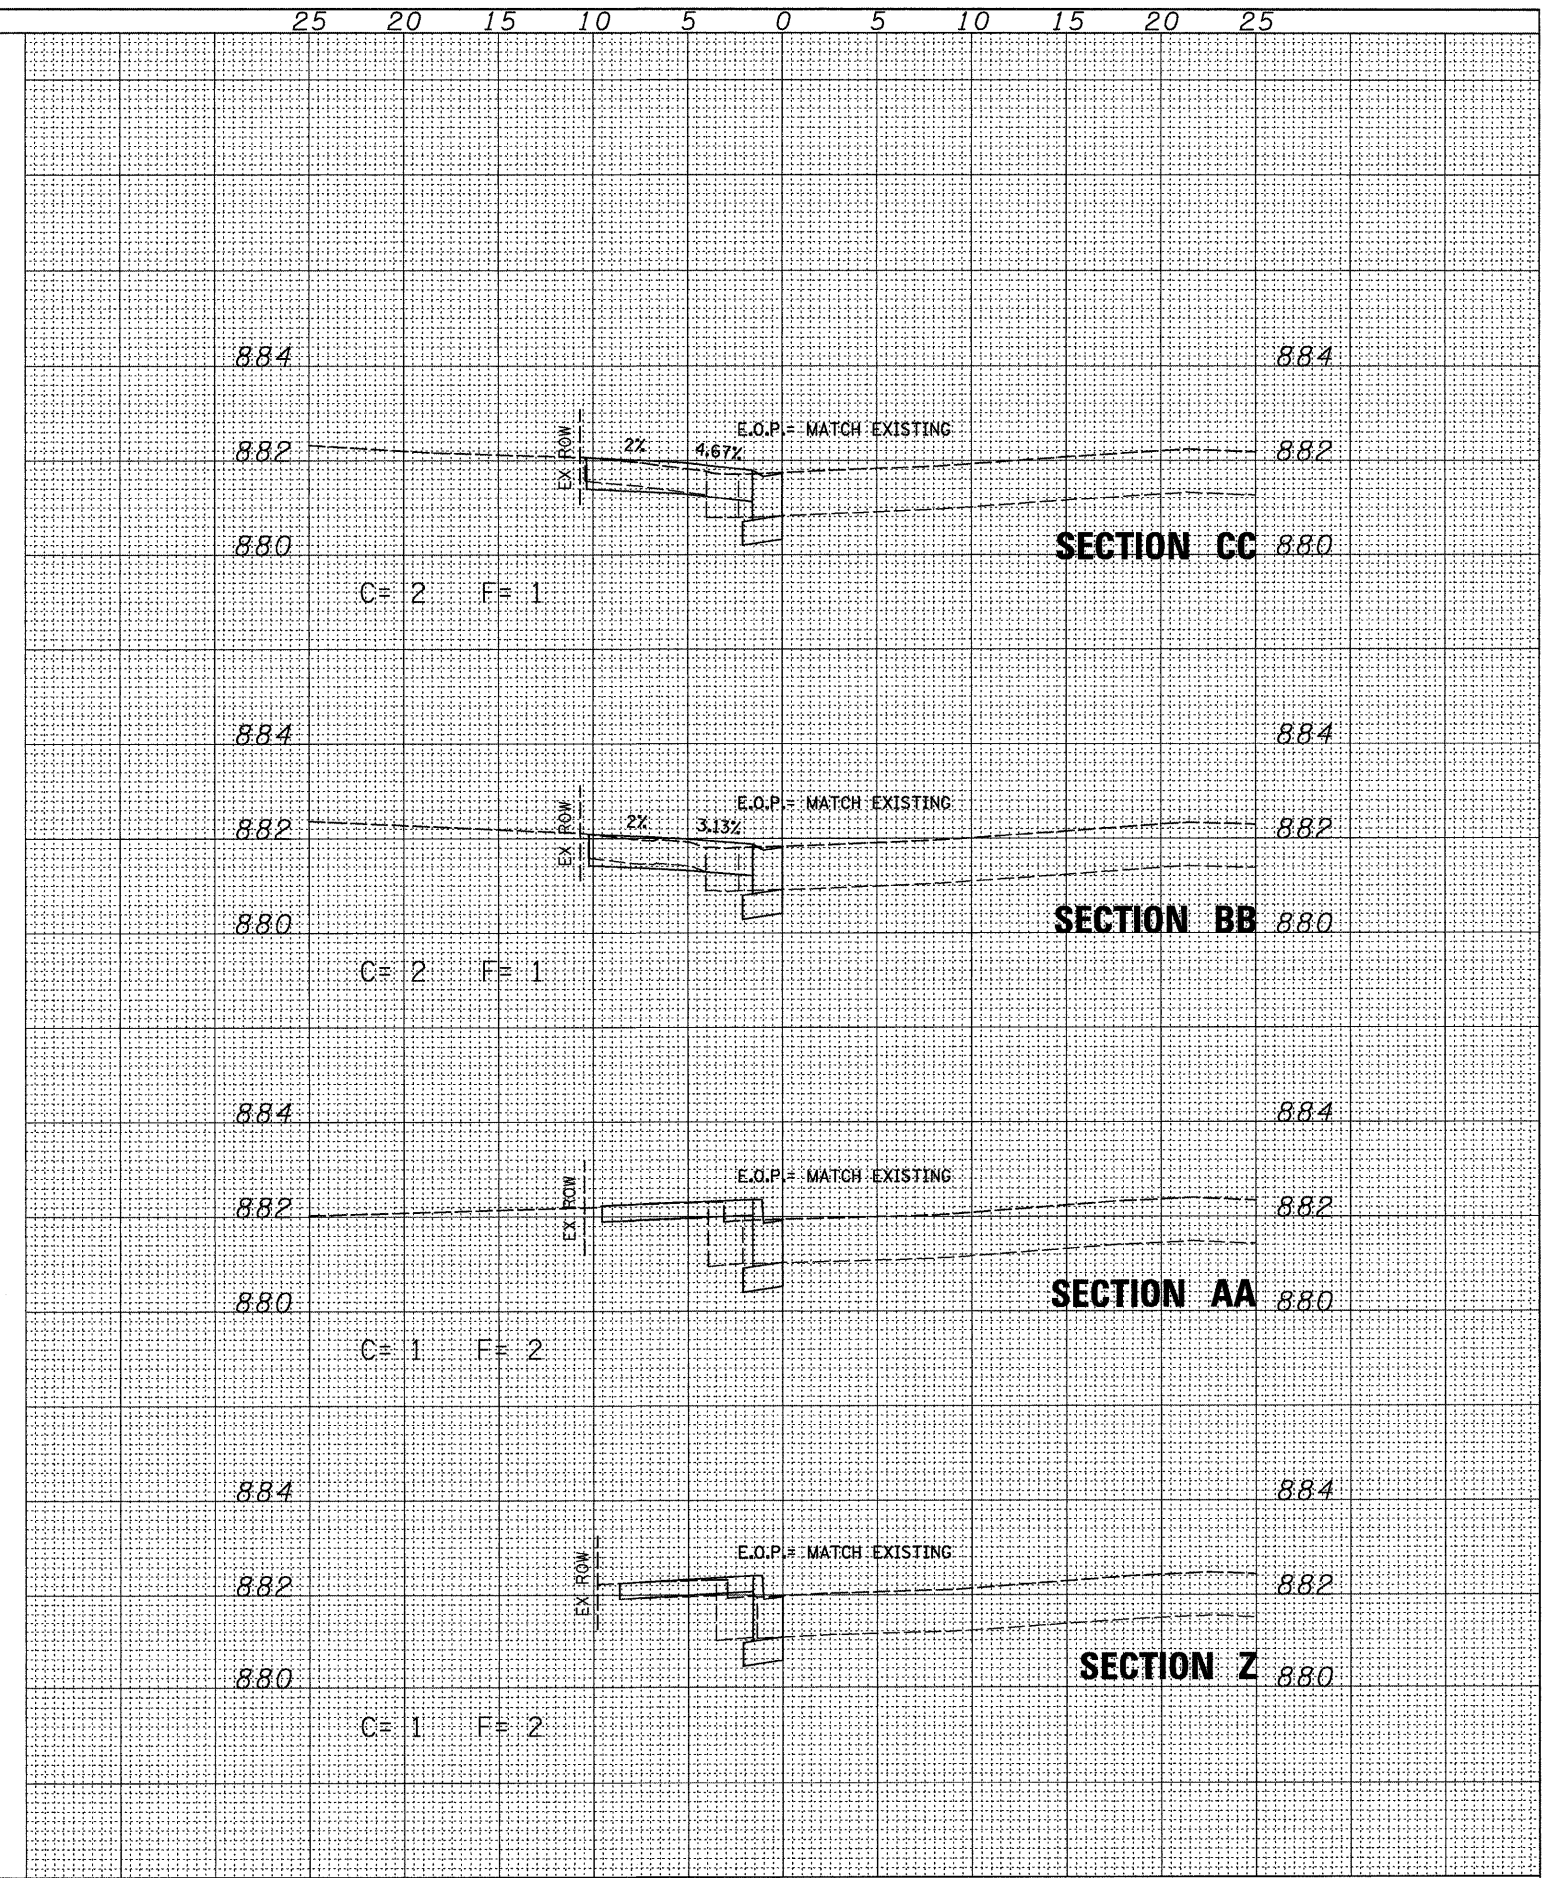 25 20 15 10 5 0 5 10 15 20 25
884 884
E.O.P.= MATCH EXISTING
EX ROW
2% 4.67%
882 882
880 SECTION CC 880
C= 2 F= 1
884 884
E.O.P.= MATCH EXISTING
EX ROW
2% 3.13%
882 882
880 SECTION BB 880
C= 2 F= 1
884 884
E.O.P.= MATCH EXISTING
EX ROW
882 882
880 SECTION AA 880
C= 1 F= 2
884 884
E.O.P.= MATCH EXISTING
EX ROW
882 882
880 SECTION Z 880
C= 1 F= 2